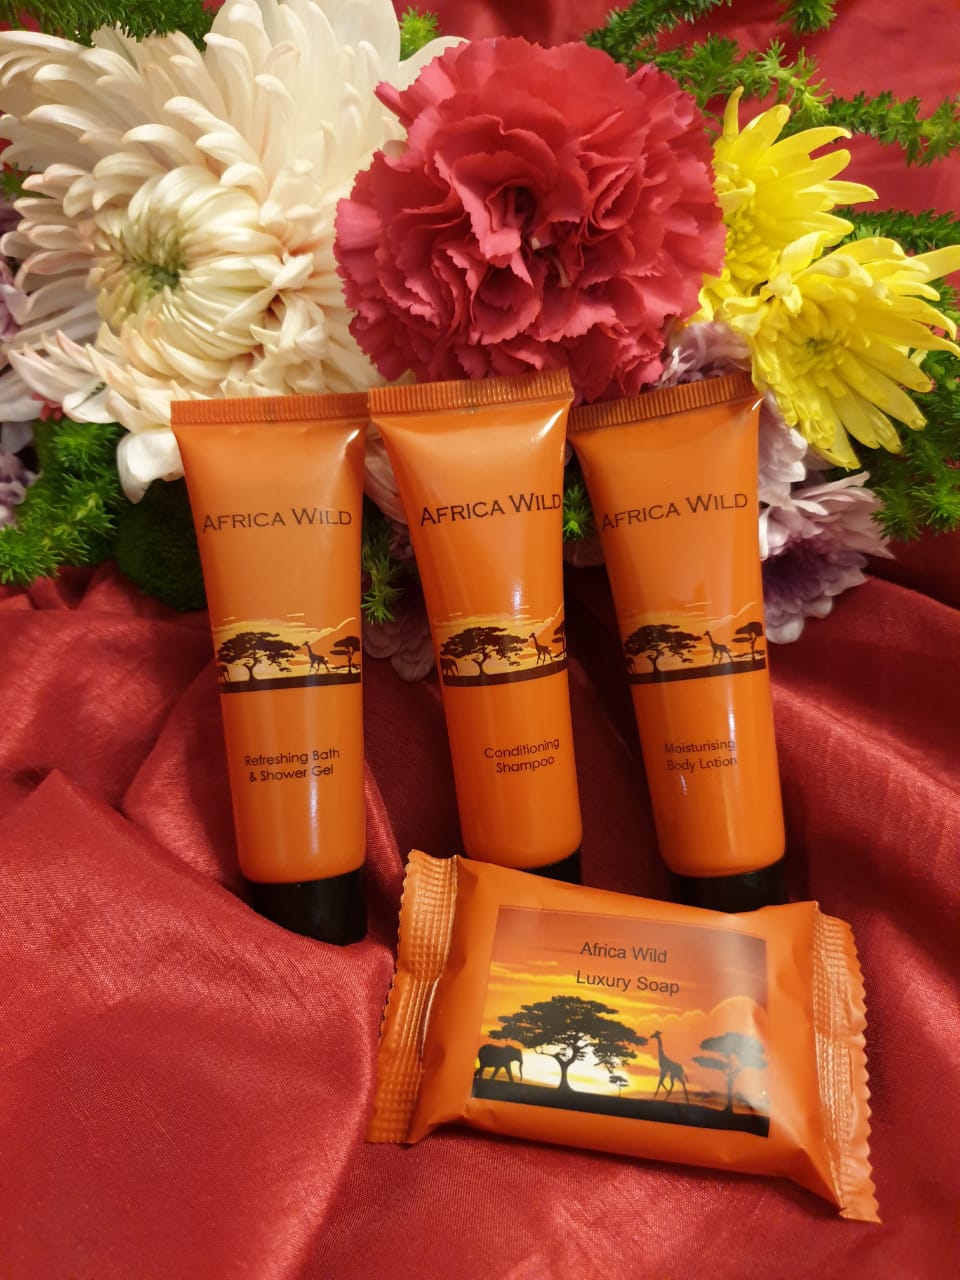 AFRICA WILD
Refreshing Bath
& Shower Gel
AFRICA WILD
Conditioning
Shampoo
AFRICA WILD
Moisturising
Body Lotion
Africa Wild
Luxury Soap